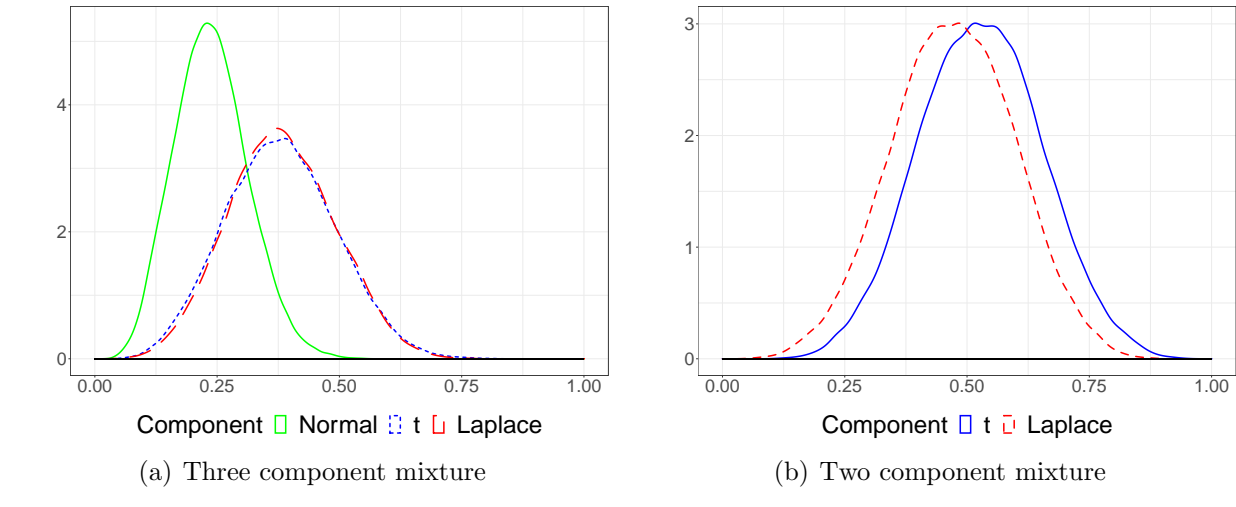 4
2
0
0.00 0.25 0.50 0.75 1.00
Component Normal t Laplace
(a) Three component mixture
3
2
1
0
0.00 0.25 0.50 0.75 1.00
Component t Laplace
(b) Two component mixture